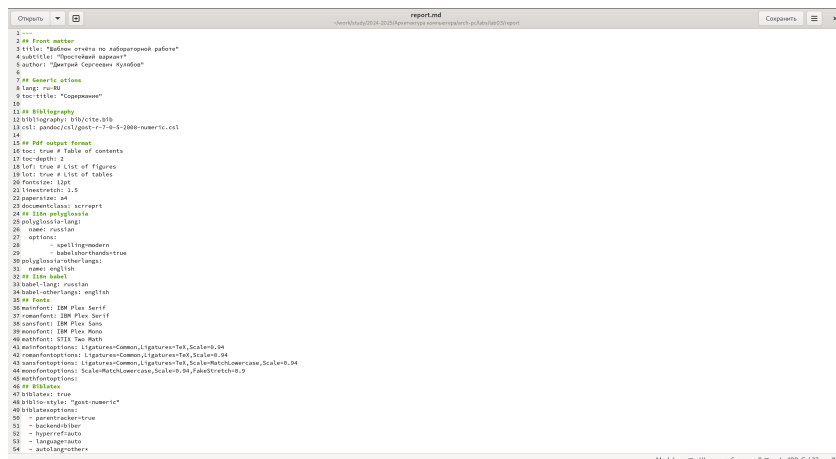 Открыть
report.md
~/work/study/2024-2025/Архитектура компьютера/arch-pc/labs/lab03/report
Сохранить
1 ---
2 ## Front matter
3 title: "Шаблон отчёта по лабораторной работе"
4 subtitle: "Простейший вариант"
5 author: "Дмитрий Сергеевич Кулябов"
6
7 ## Generic otions
8 lang: ru-RU
9 toc-title: "Содержание"
10
11 ## Bibliography
12 bibliography: bib/cite.bib
13 csl: pandoc/csl/gost-r-7-0-5-2008-numeric.csl
14
15 ## Pdf output format
16 toc: true # Table of contents
17 toc-depth: 2
18 lof: true # List of figures
19 lot: true # List of tables
20 fontsize: 12pt
21 linestretch: 1.5
22 papersize: a4
23 documentclass: scrreprt
24 ## I18n polyglossia
25 polyglossia-lang:
26   name: russian
27   options:
28         - spelling=modern
29         - babelshorthands=true
30 polyglossia-otherlangs:
31   name: english
32 ## I18n babel
33 babel-lang: russian
34 babel-otherlangs: english
35 ## Fonts
36 mainfont: IBM Plex Serif
37 romanfont: IBM Plex Serif
38 sansfont: IBM Plex Sans
39 monofont: IBM Plex Mono
40 mathfont: STIX Two Math
41 mainfontoptions: Ligatures=Common,Ligatures=TeX,Scale=0.94
42 romanfontoptions: Ligatures=Common,Ligatures=TeX,Scale=0.94
43 sansfontoptions: Ligatures=Common,Ligatures=TeX,Scale=MatchLowercase,Scale=0.94
44 monofontoptions: Scale=MatchLowercase,Scale=0.94,FakeStretch=0.9
45 mathfontoptions:
46 ## Biblatex
47 biblatex: true
48 biblio-style: "gost-numeric"
49 biblatexoptions:
50   - parentracker=true
51   - backend=biber
52   - hyperref=auto
53   - language=auto
54   - autolang=other*